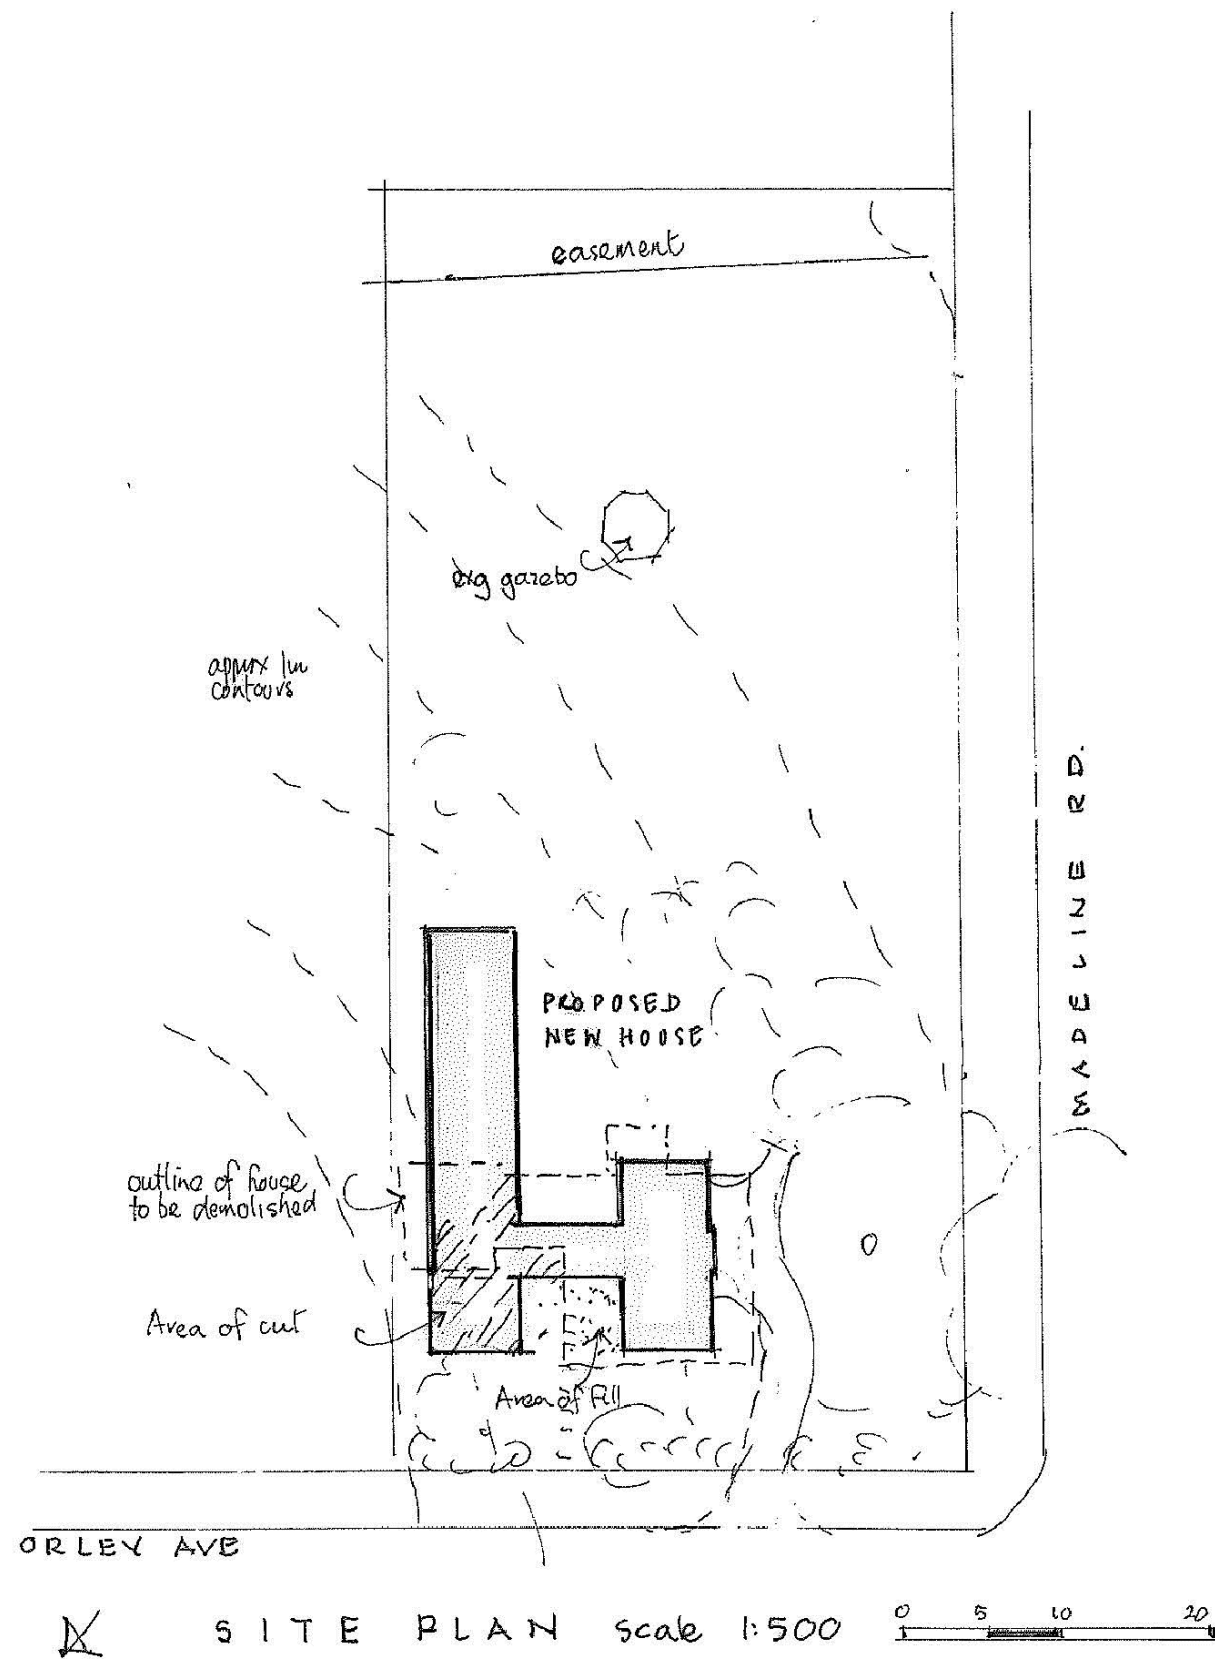 easement
exg gazebo
approx 1m
contours
MADELINE RD.
PROPOSED
NEW HOUSE
outline of house
to be demolished
Area of cut
Area of Fill
ORLEY AVE
SITE PLAN scale 1:500
0 5 10 20